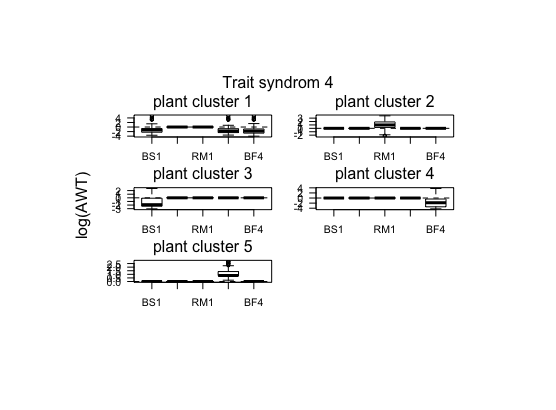 Trait syndrom 4
plant cluster 1
plant cluster 2
BS1 RM1 BF4
BS1 RM1 BF4
plant cluster 3
plant cluster 4
log(AWT)
BS1 RM1 BF4
BS1 RM1 BF4
plant cluster 5
BS1 RM1 BF4